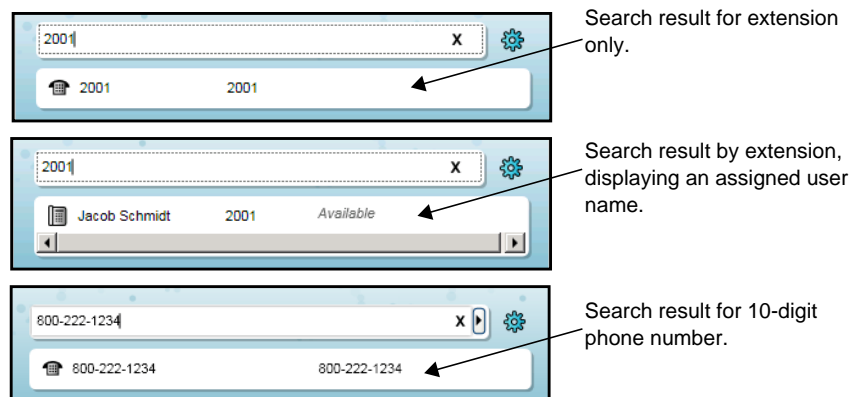 2001 X
Search result for extension
only.
2001 2001
2001 X
Search result by extension,
displaying an assigned user
name.
Jacob Schmidt 2001 Available
800-222-1234 X
Search result for 10-digit
phone number.
800-222-1234 800-222-1234